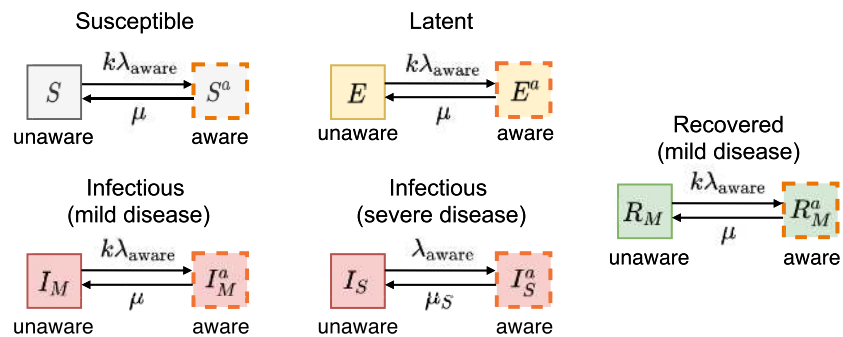 Susceptible
kλ_aware
S
S^a
μ
unaware
aware
Latent
kλ_aware
E
E^a
μ
unaware
aware
Infectious
(mild disease)
kλ_aware
I_M
I_M^a
μ
unaware
aware
Infectious
(severe disease)
λ_aware
I_S
I_S^a
μ_S
unaware
aware
Recovered
(mild disease)
kλ_aware
R_M
R_M^a
μ
unaware
aware